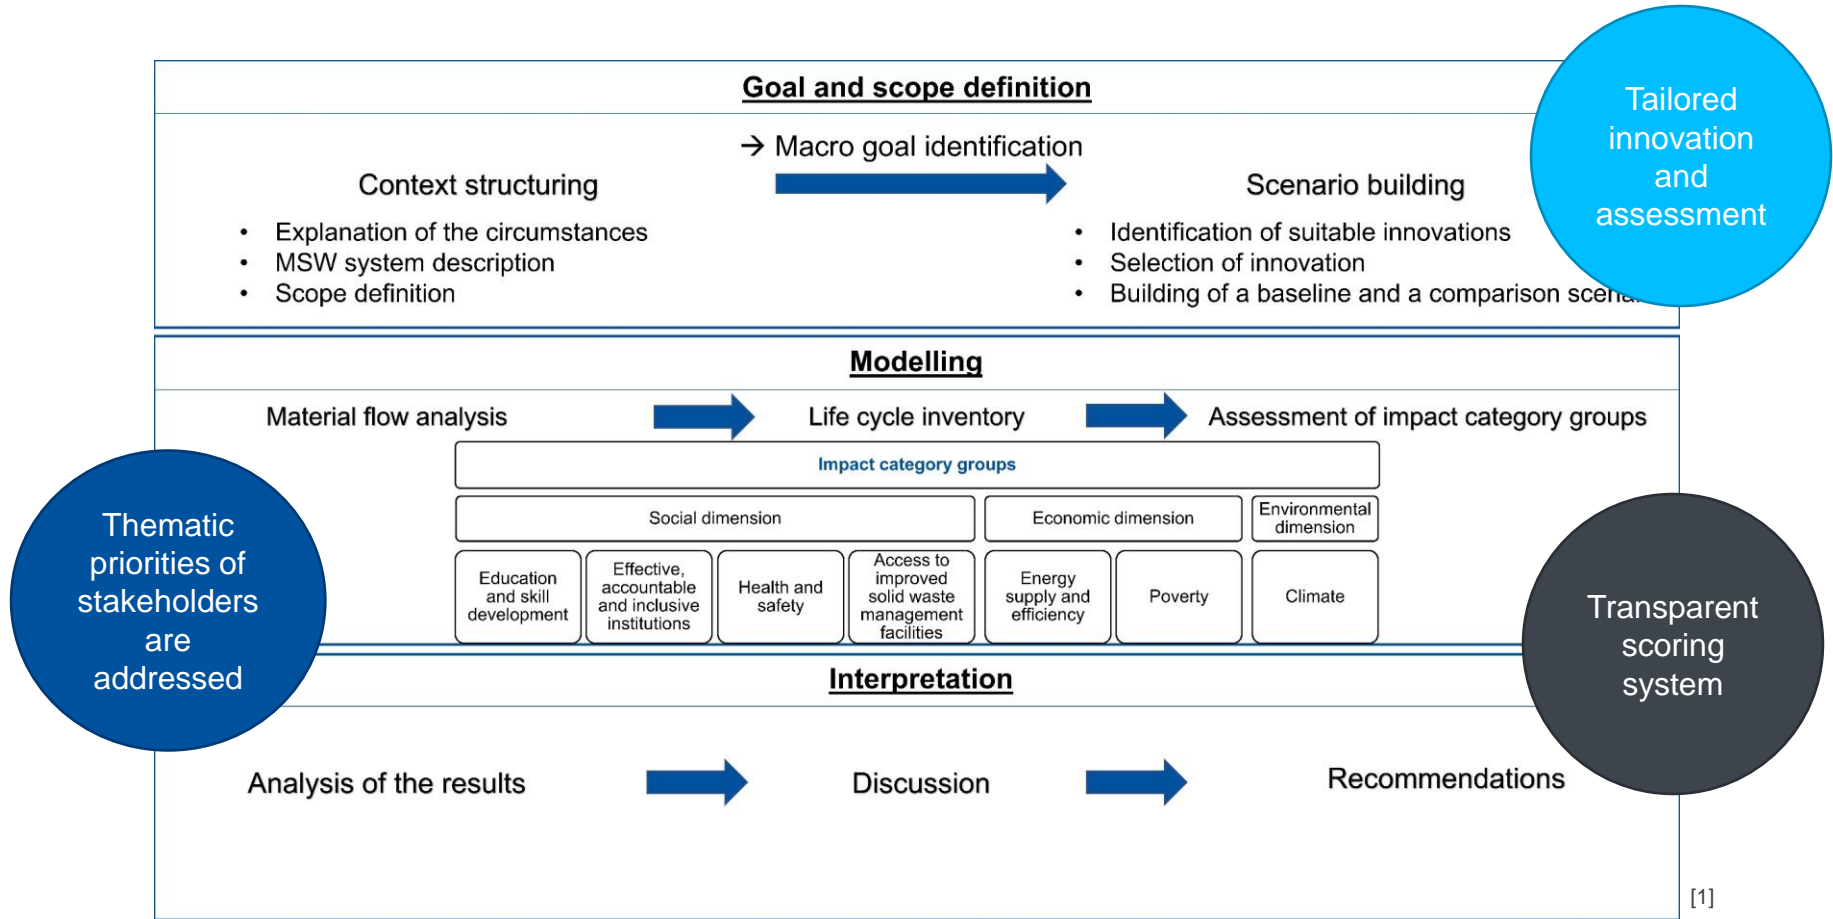 Goal and scope definition
→ Macro goal identification
Context structuring
Scenario building
• Explanation of the circumstances
• MSW system description
• Scope definition
• Identification of suitable innovations
• Selection of innovation
• Building of a baseline and a comparison
Tailored
innovation
and
assessment
Modelling
Material flow analysis
Life cycle inventory
Assessment of impact category groups
Impact category groups
Social dimension
Economic dimension
Environmental
dimension
Education
and skill
development
Effective,
accountable
and inclusive
institutions
Health and
safety
Access to
improved
solid waste
management
facilities
Energy
supply and
efficiency
Poverty
Climate
Thematic
priorities of
stakeholders
are
addressed
Transparent
scoring
system
Interpretation
Analysis of the results
Discussion
Recommendations
[1]